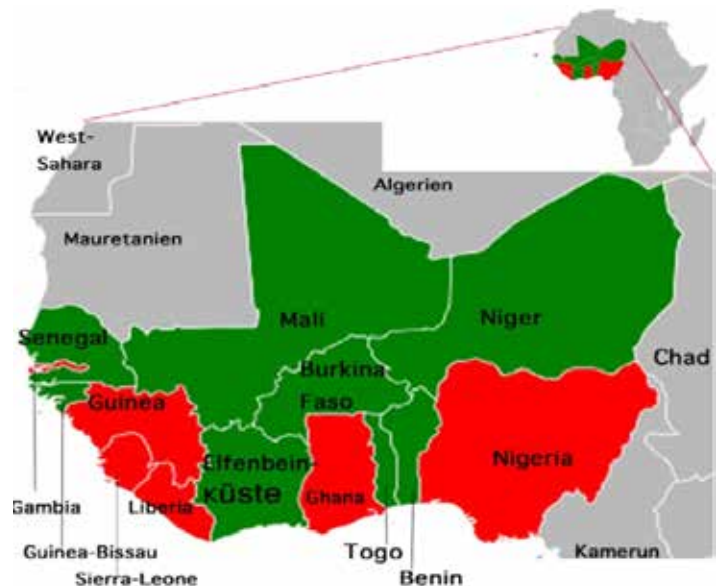 West-
Sahara
Algerien
Mauretanien
Mali
Niger
Senegal
Chad
Burkina
Faso
Guinea
Nigeria
Elfenbein-
KÜSTE
Ghana
Liberia
Gambia
Guinea-Bissau
Sierra-Leone
Togo
Benin
Kamerun